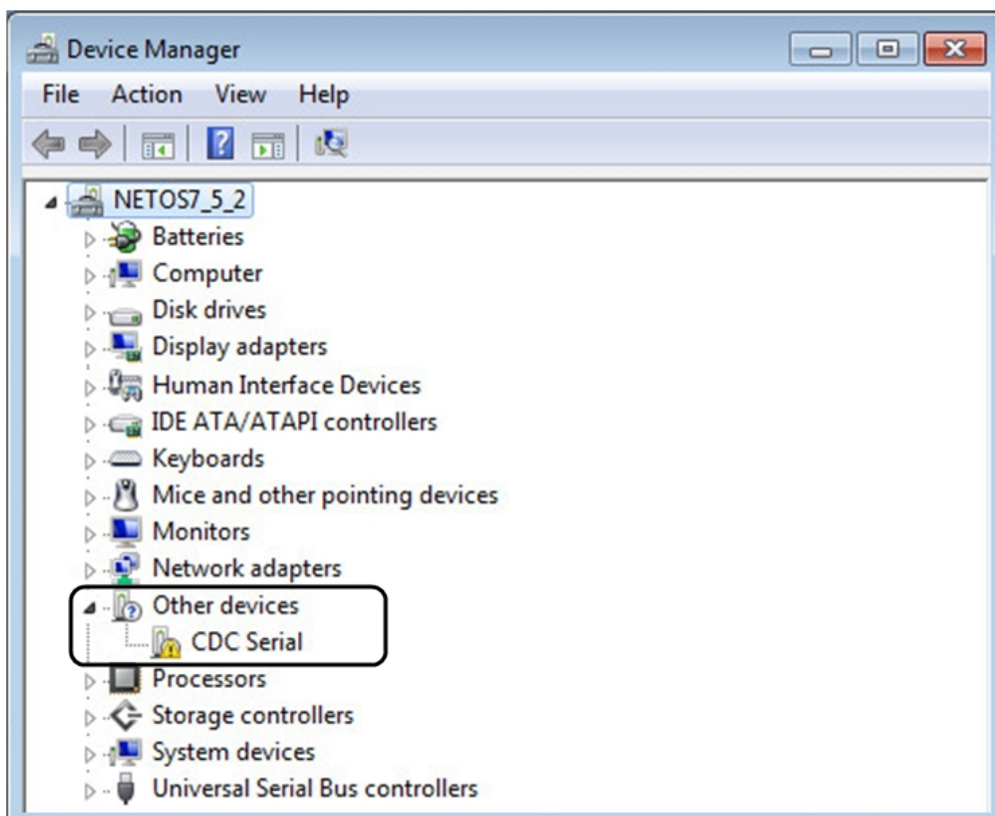 Device Manager
File Action View Help
NETOS7_5_2
Batteries
Computer
Disk drives
Display adapters
Human Interface Devices
IDE ATA/ATAPI controllers
Keyboards
Mice and other pointing devices
Monitors
Network adapters
Other devices
CDC Serial
Processors
Storage controllers
System devices
Universal Serial Bus controllers